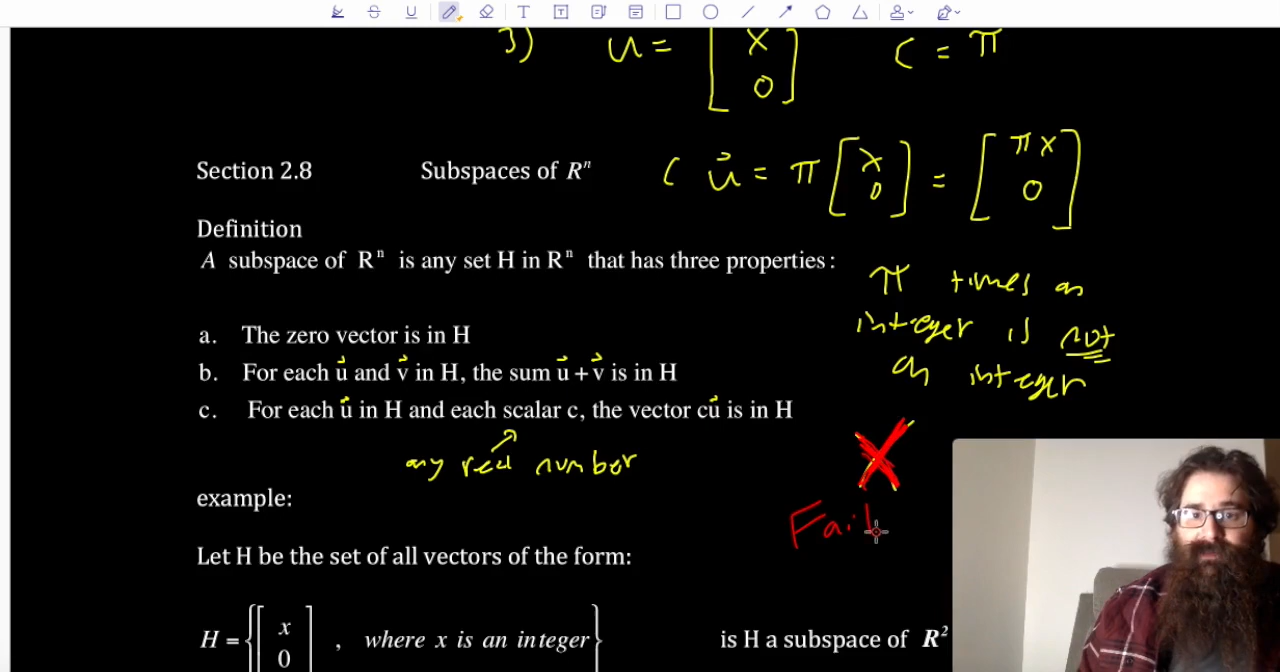 3) u = [ x 0 ] c = π
Section 2.8 Subspaces of Rⁿ
c u⃗ = π [ x 0 ] = [ πx 0 ]
Definition
A subspace of Rⁿ is any set H in Rⁿ that has three properties:
π times an
integer is not
an integer
a. The zero vector is in H
b. For each u⃗ and v⃗ in H, the sum u⃗ + v⃗ is in H
c. For each u⃗ in H and each scalar c, the vector cu⃗ is in H
any real number
example:
Fail
Let H be the set of all vectors of the form:
H = {[ x 0 ] , where x is an integer} is H a subspace of R²